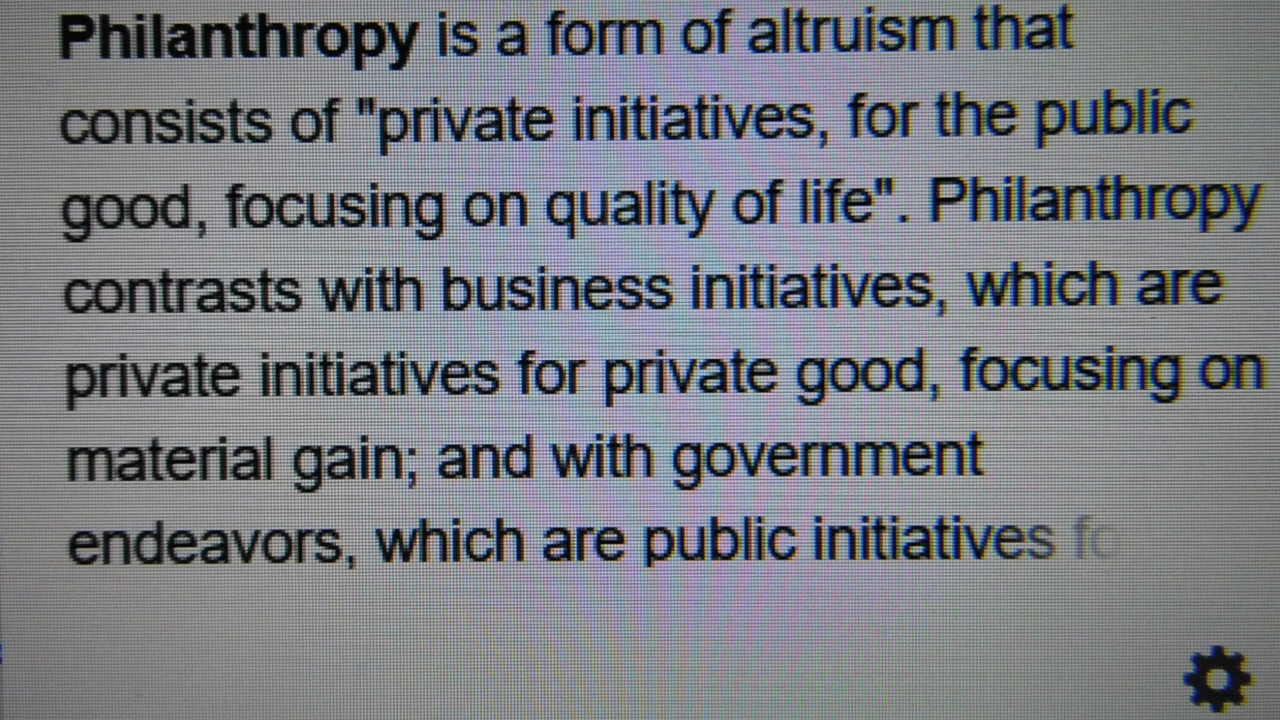 Philanthropy is a form of altruism that
consists of "private initiatives, for the public
good, focusing on quality of life". Philanthropy
contrasts with business initiatives, which are
private initiatives for private good, focusing on
material gain; and with government
endeavors, which are public initiatives